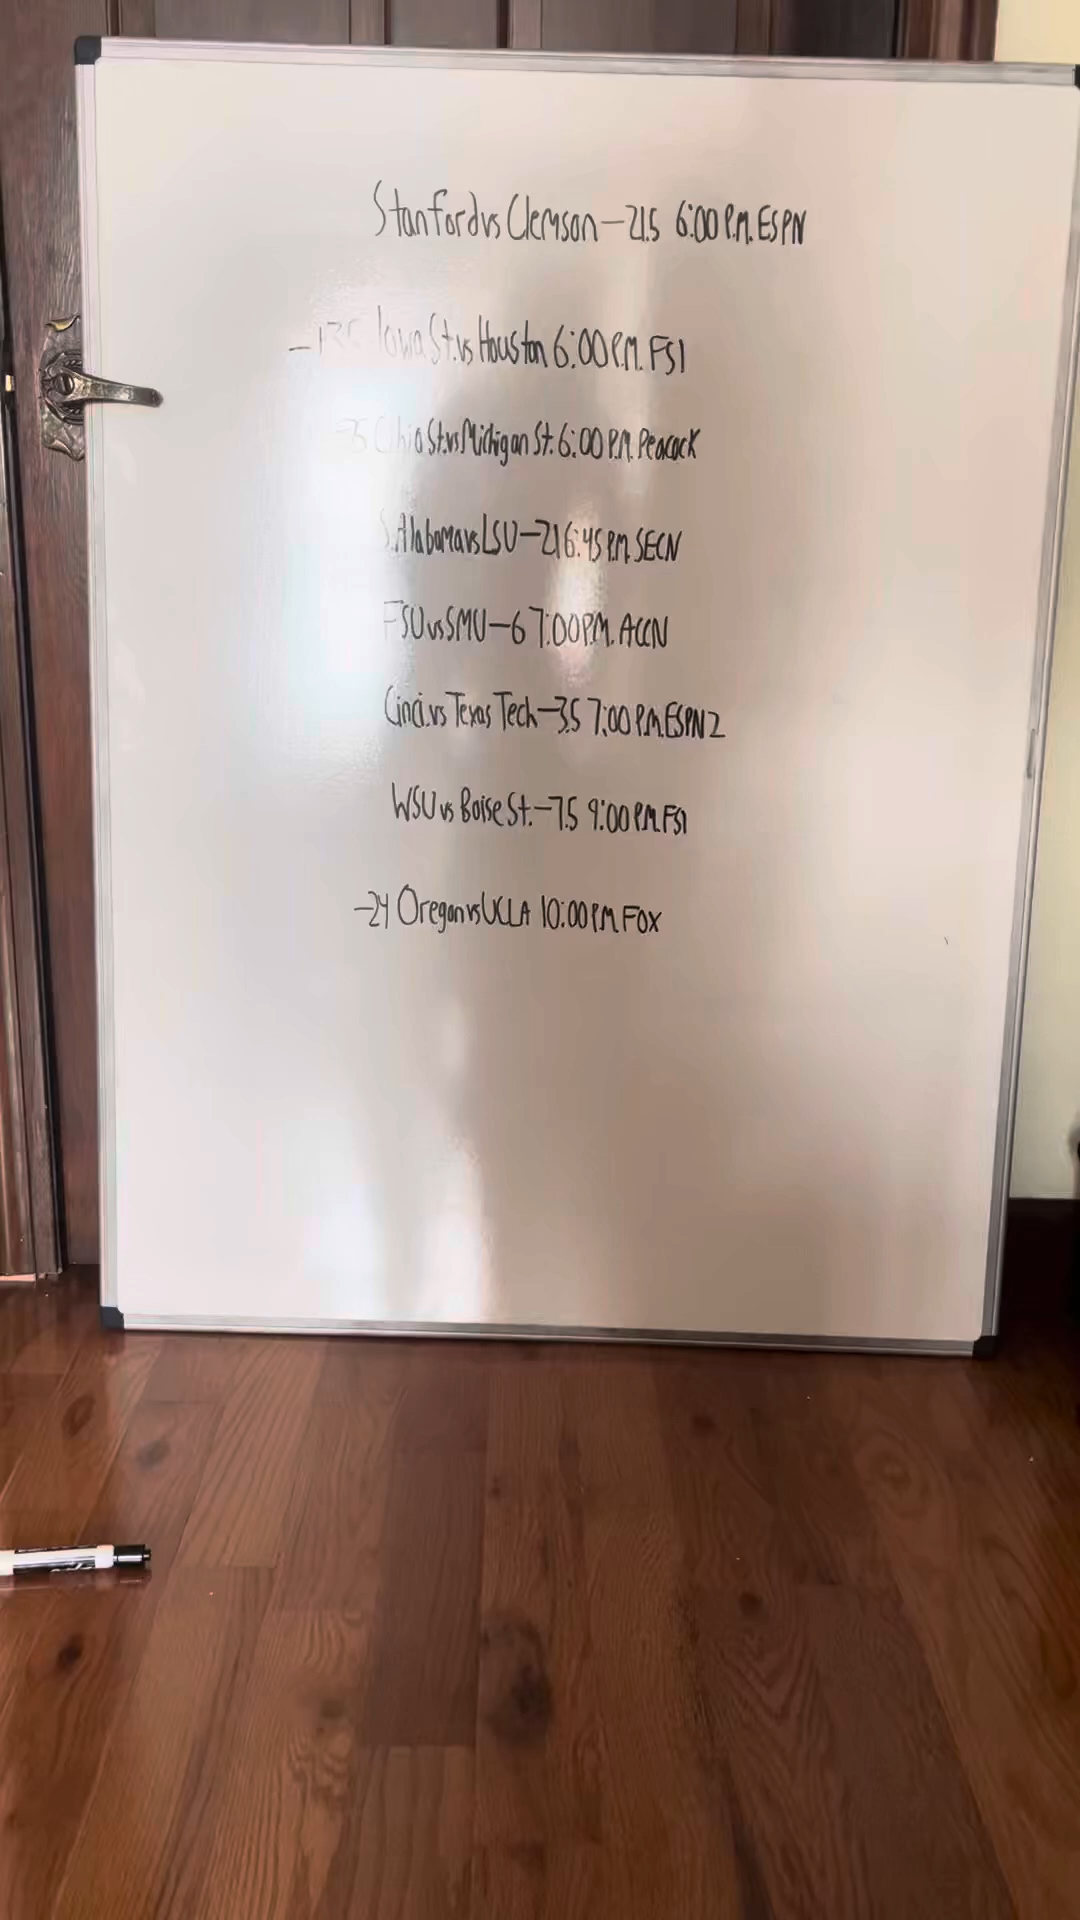 Stanford vs Clemson -21.5 6:00 P.M. ESPN
Iowa St. vs Houston 6:00 P.M. FS1
Ohio St. vs Michigan St. 6:00 P.M. Peacock
S. Alabama vs LSU -21 6:45 P.M. SECN
FSU vs SMU -6 7:00 P.M. ACCN
Cinci. vs Texas Tech -3.5 7:00 P.M. ESPN 2
WSU vs Boise St. -7.5 9:00 P.M. FS1
-24 Oregon vs UCLA 10:00 P.M FOX